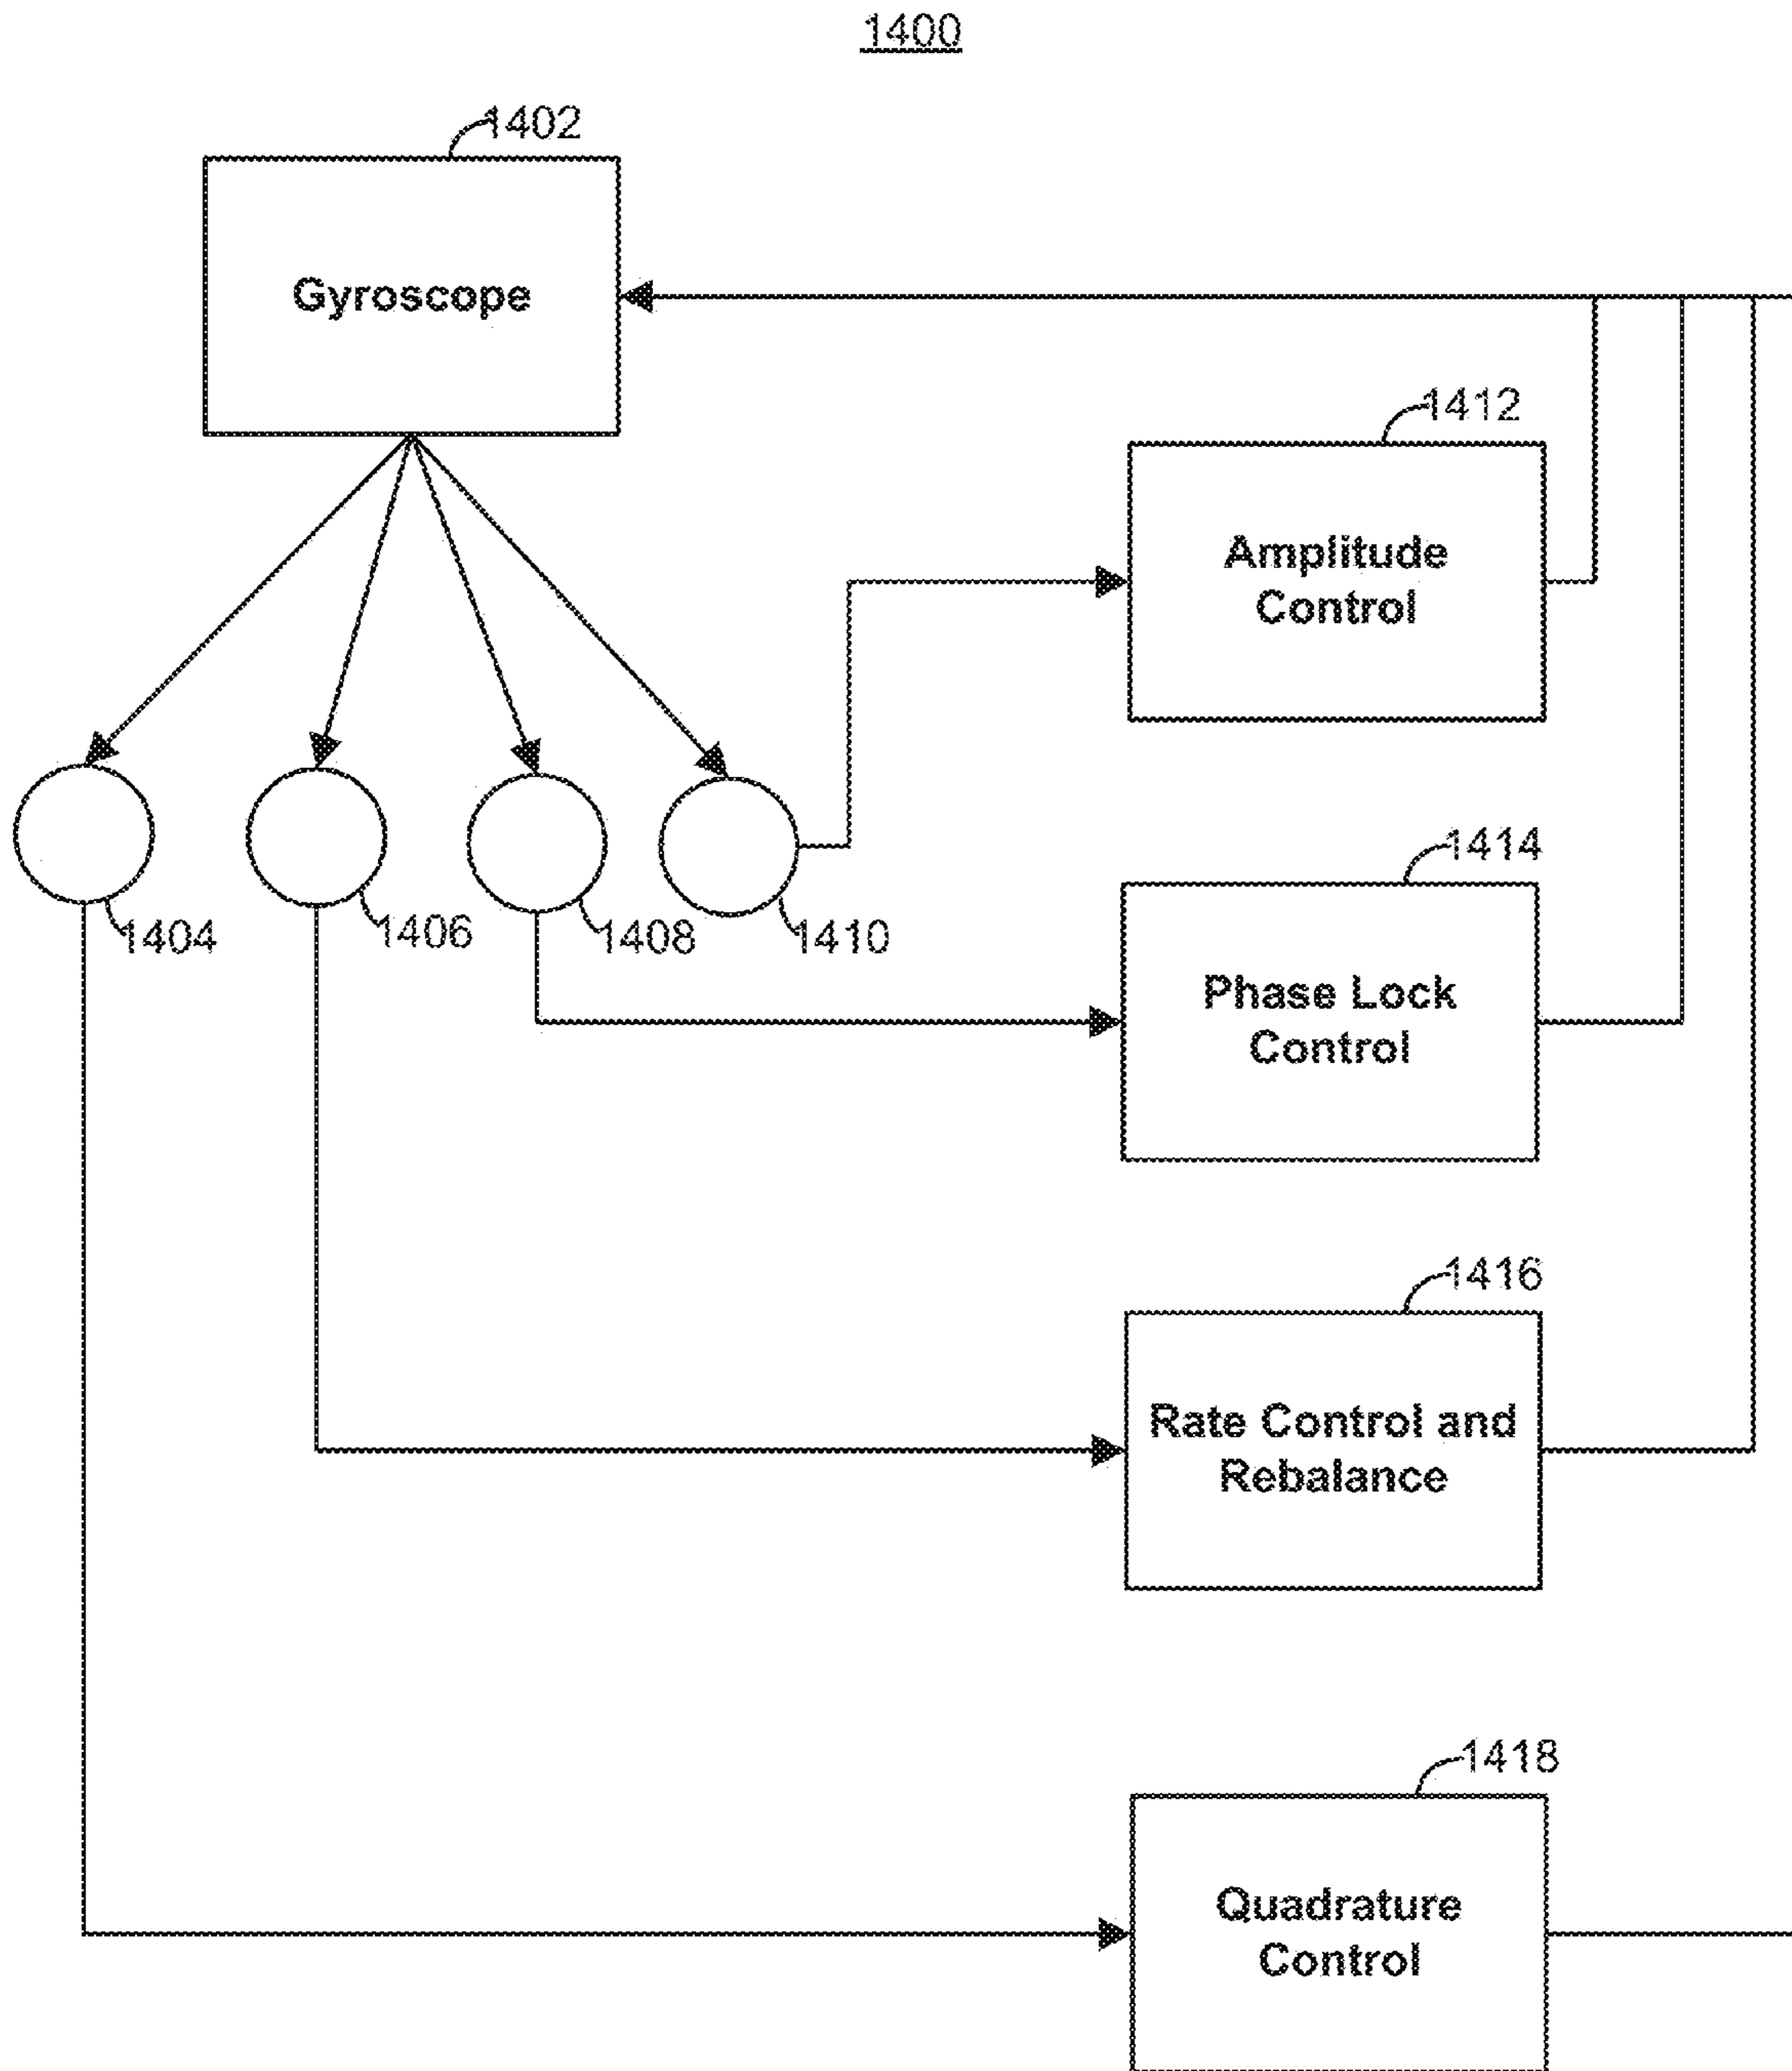 1400
1402
Gyroscope
1412
Amplitude
Control
1404
1406
1408
1410
1414
Phase Lock
Control
1416
Rate Control and
Rebalance
1418
Quadrature
Control